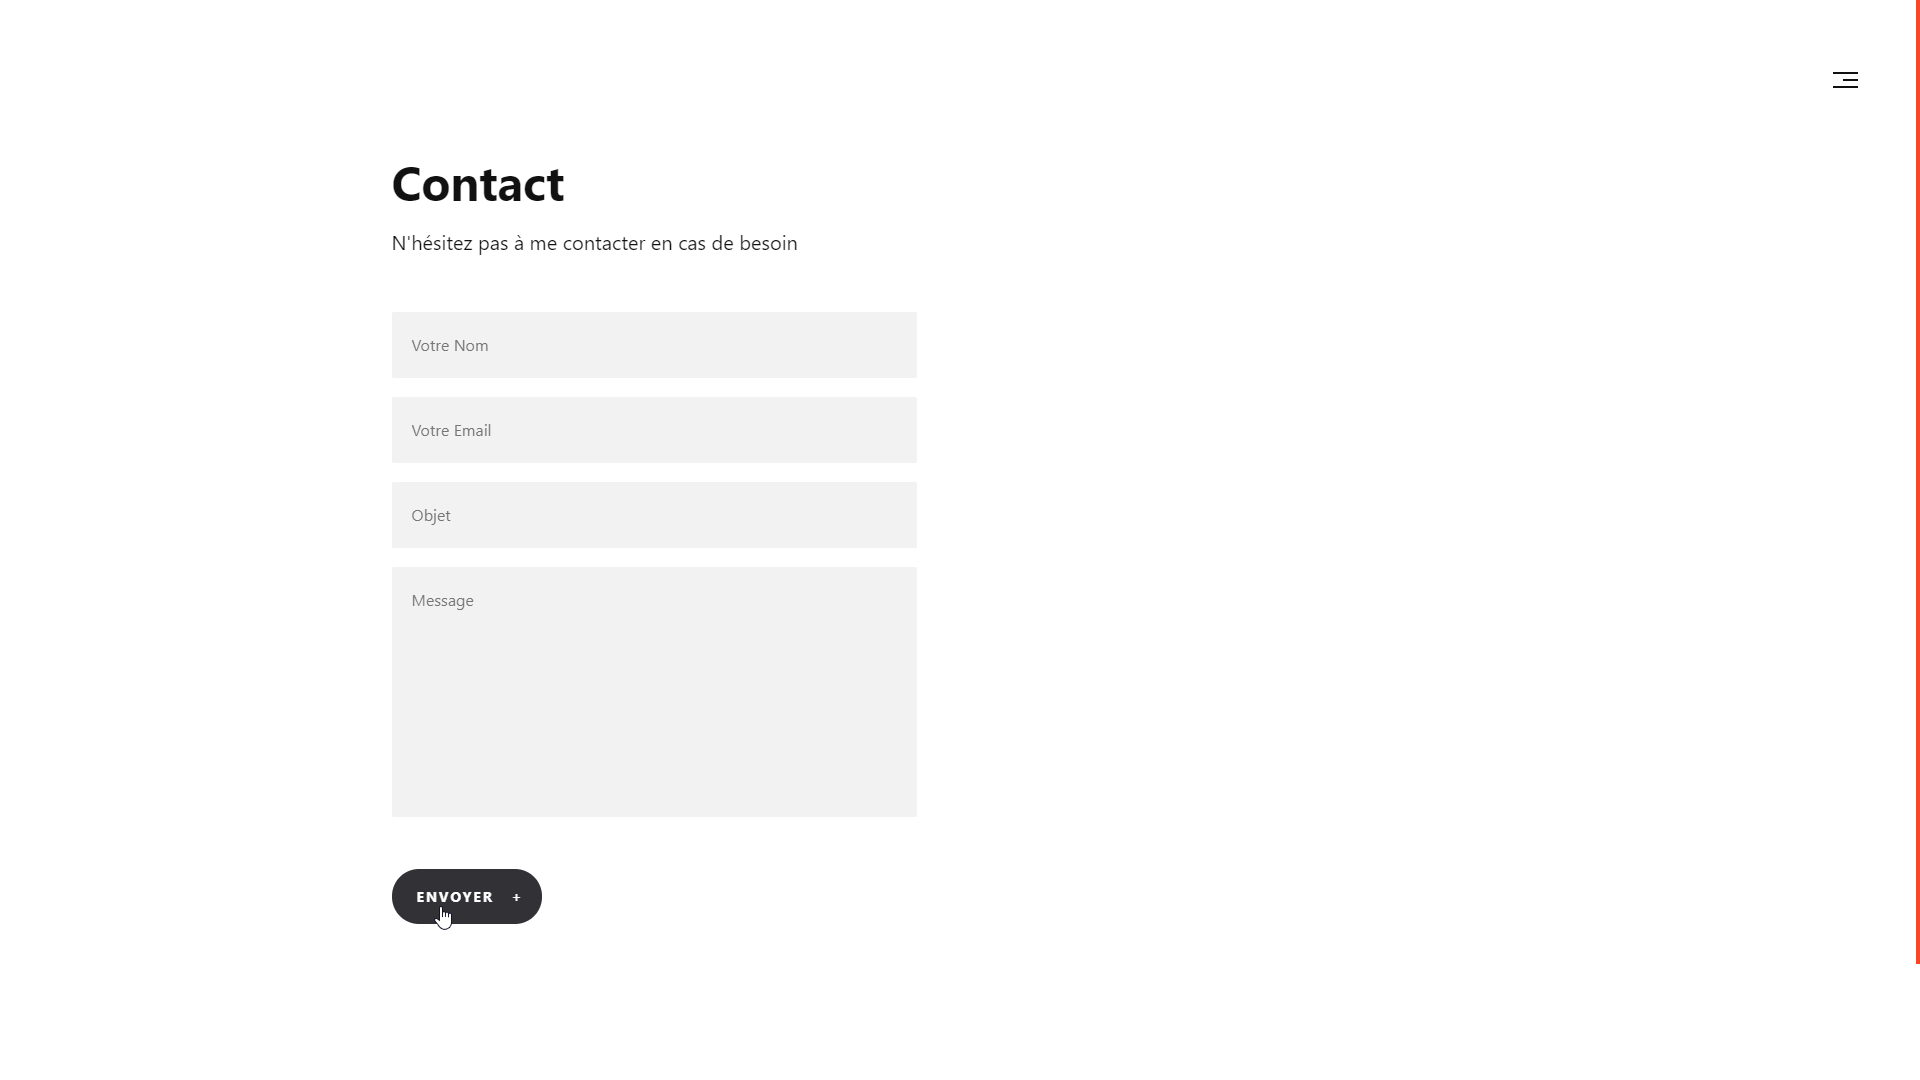 Contact
N'hésitez pas à me contacter en cas de besoin
Votre Nom
Votre Email
Objet
Message
ENVOYER +